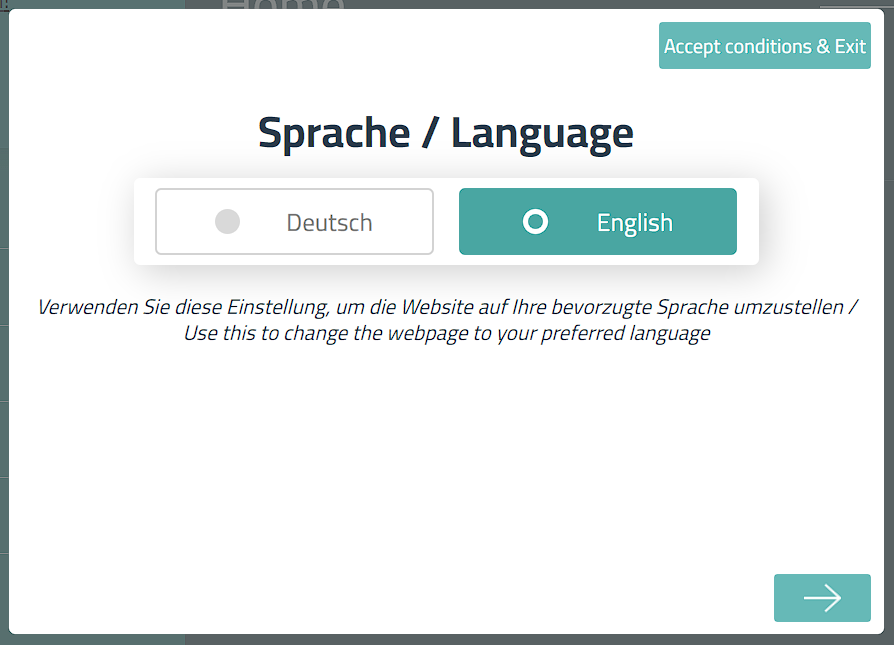 Home
Accept conditions & Exit
Sprache / Language
Deutsch
English
Verwenden Sie diese Einstellung, um die Website auf Ihre bevorzugte Sprache umzustellen /
Use this to change the webpage to your preferred language